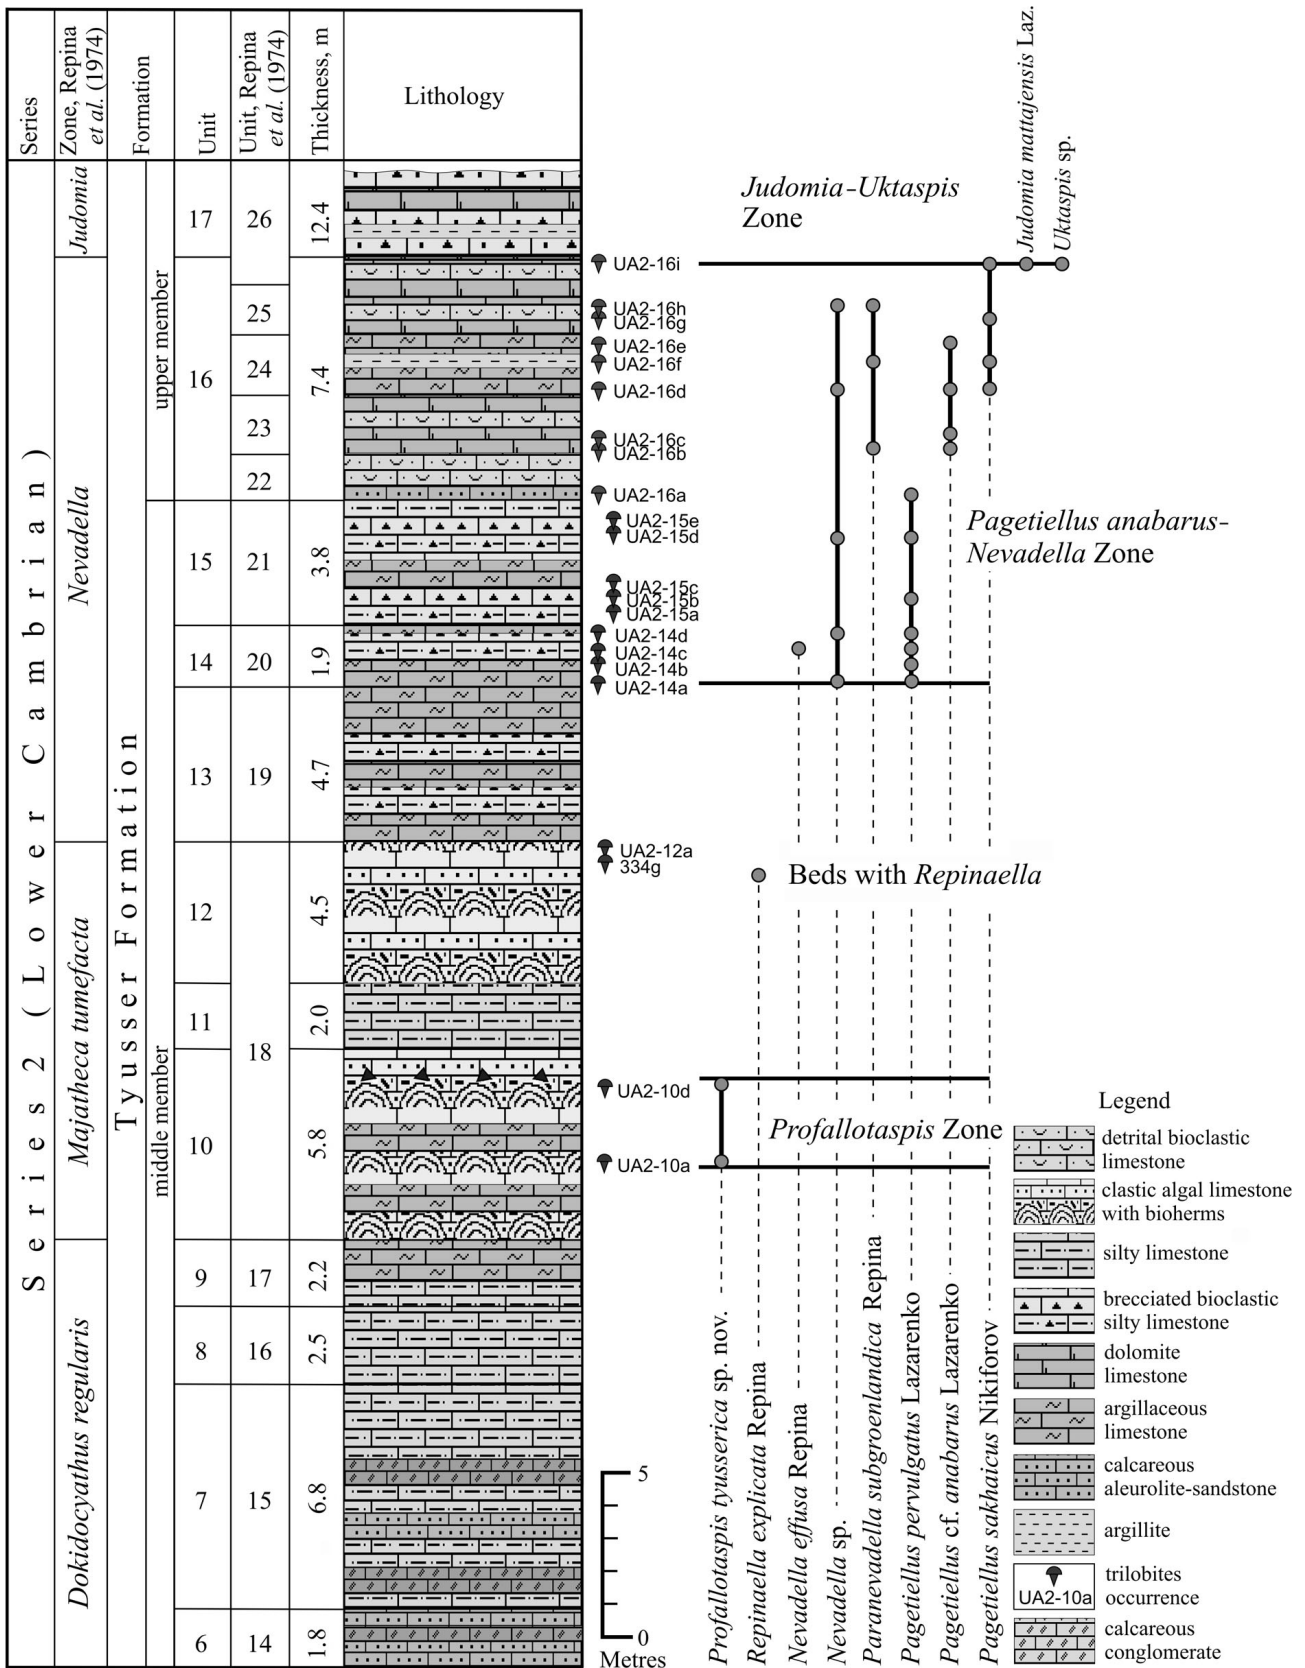 Series
Zone, Repina
et al. (1974)
Formation
Unit
Unit, Repina
et al. (1974)
Thickness, m
Lithology
Series 2 (Lower Cambrian)
Judomia
Nevadella
Majatheca tumefacta
Dokidocyathus regularis
Tyusser Formation
upper member
middle member
17
26
12.4
16
25
24
23
22
7.4
15
21
3.8
14
20
1.9
13
19
4.7
12
4.5
11
2.0
18
10
5.8
9
17
2.2
8
16
2.5
7
15
6.8
6
14
1.8
UA2-16i
UA2-16h
UA2-16g
UA2-16e
UA2-16f
UA2-16d
UA2-16c
UA2-16b
UA2-16a
UA2-15e
UA2-15d
UA2-15c
UA2-15b
UA2-15a
UA2-14d
UA2-14c
UA2-14b
UA2-14a
UA2-12a
334g
UA2-10d
UA2-10a
5
0
Metres
Judomia-Uktaspis
Zone
Judomia mattajensis Laz.
Uktaspis sp.
Pagetiellus anabarus-
Nevadella Zone
Beds with Repinaella
Profallotaspis Zone
Profallotaspis tyusserica sp. nov.
Repinaella explicata Repina
Nevadella effusa Repina
Nevadella sp.
Paranevadella subgroenlandica Repina
Pagetiellus pervulgatus Lazarenko
Pagetiellus cf. anabarus Lazarenko
Pagetiellus sakhaicus Nikiforov
Legend
detrital bioclastic
limestone
clastic algal limestone
with bioherms
silty limestone
brecciated bioclastic
silty limestone
dolomite
limestone
argillaceous
limestone
calcareous
aleurolite-sandstone
argillite
UA2-10a
trilobites
occurrence
calcareous
conglomerate